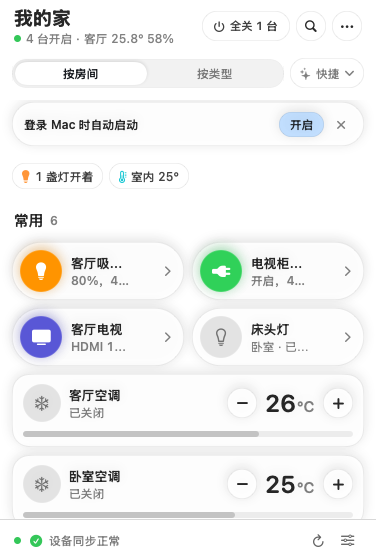 我的家
4 台开启 · 客厅 25.8° 58%
全关 1 台
按房间
按类型
快捷
登录 Mac 时自动启动
开启
1 盏灯开着
室内 25°
常用 6
客厅吸...
80%，4...
电视柜...
开启，4...
客厅电视
HDMI 1...
床头灯
卧室 · 已...
客厅空调
已关闭
26°C
卧室空调
已关闭
25°C
设备同步正常